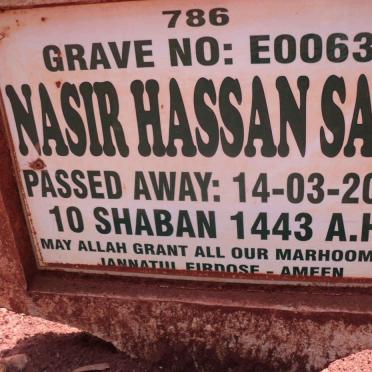 786
GRAVE NO: E0063
NASIR HASSAN SA
PASSED AWAY: 14-03-20
10 SHABAN 1443 A.H
MAY ALLAH GRANT ALL OUR MARHOOM
JANNATUL FIRDOSE - AMEEN